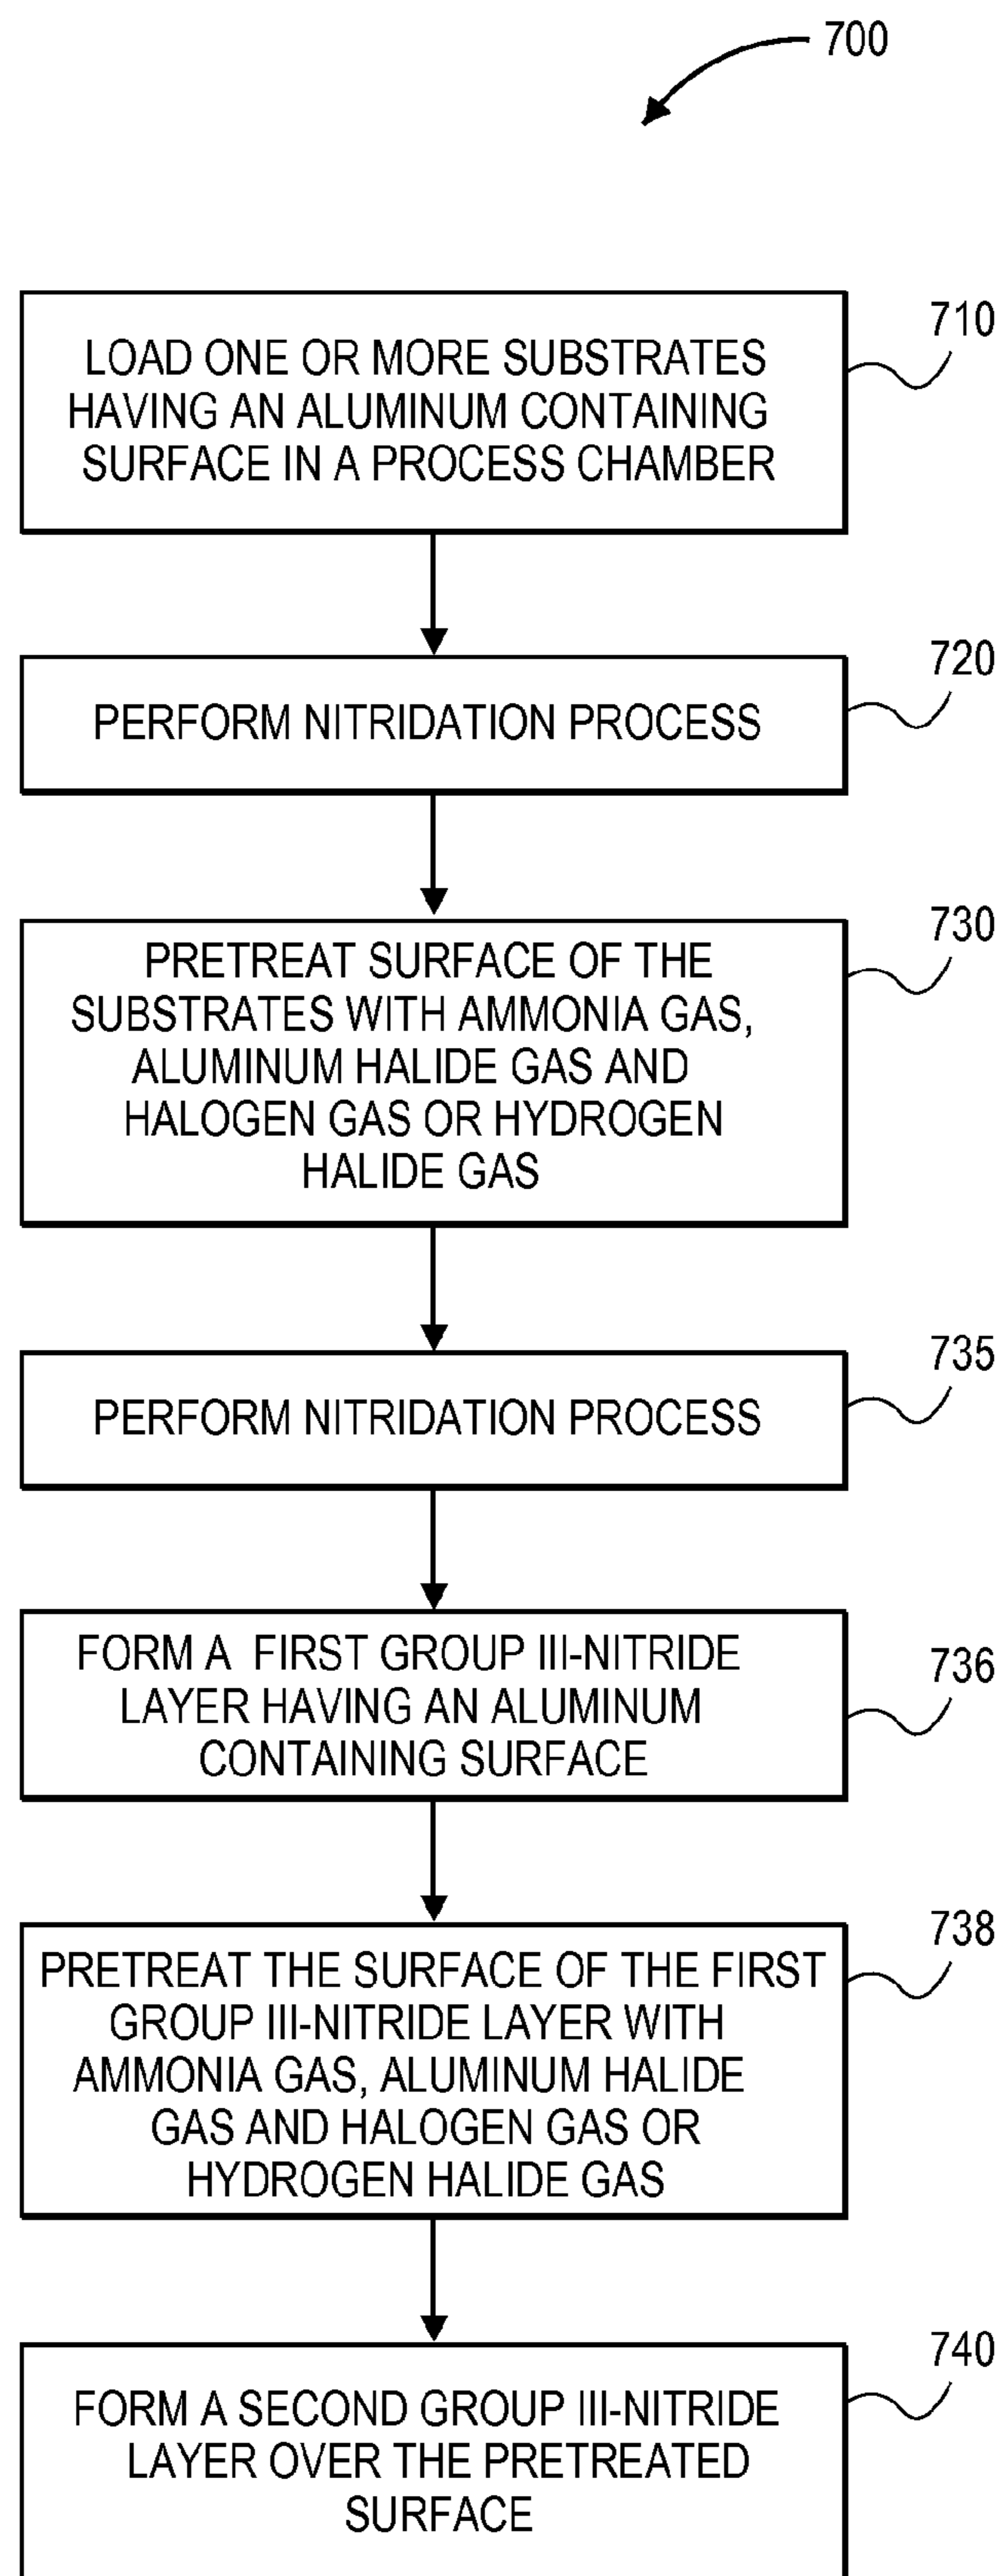 700
710
LOAD ONE OR MORE SUBSTRATES
HAVING AN ALUMINUM CONTAINING
SURFACE IN A PROCESS CHAMBER
720
PERFORM NITRIDATION PROCESS
730
PRETREAT SURFACE OF THE
SUBSTRATES WITH AMMONIA GAS,
ALUMINUM HALIDE GAS AND
HALOGEN GAS OR HYDROGEN
HALIDE GAS
735
PERFORM NITRIDATION PROCESS
736
FORM A FIRST GROUP III-NITRIDE
LAYER HAVING AN ALUMINUM
CONTAINING SURFACE
738
PRETREAT THE SURFACE OF THE FIRST
GROUP III-NITRIDE LAYER WITH
AMMONIA GAS, ALUMINUM HALIDE
GAS AND HALOGEN GAS OR
HYDROGEN HALIDE GAS
740
FORM A SECOND GROUP III-NITRIDE
LAYER OVER THE PRETREATED
SURFACE